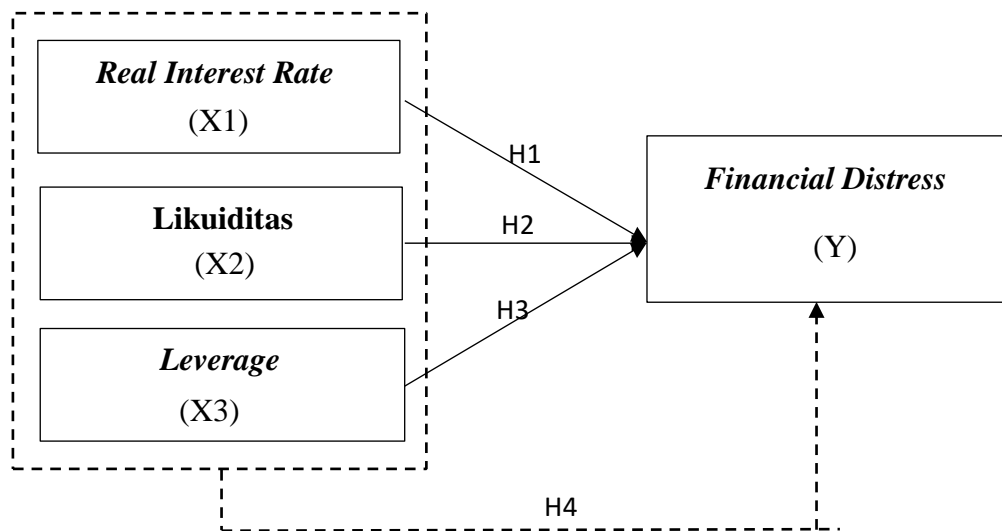 Real Interest Rate
(X1)
H1
Financial Distress
(Y)
Likuiditas
(X2)
H2
H3
Leverage
(X3)
H4